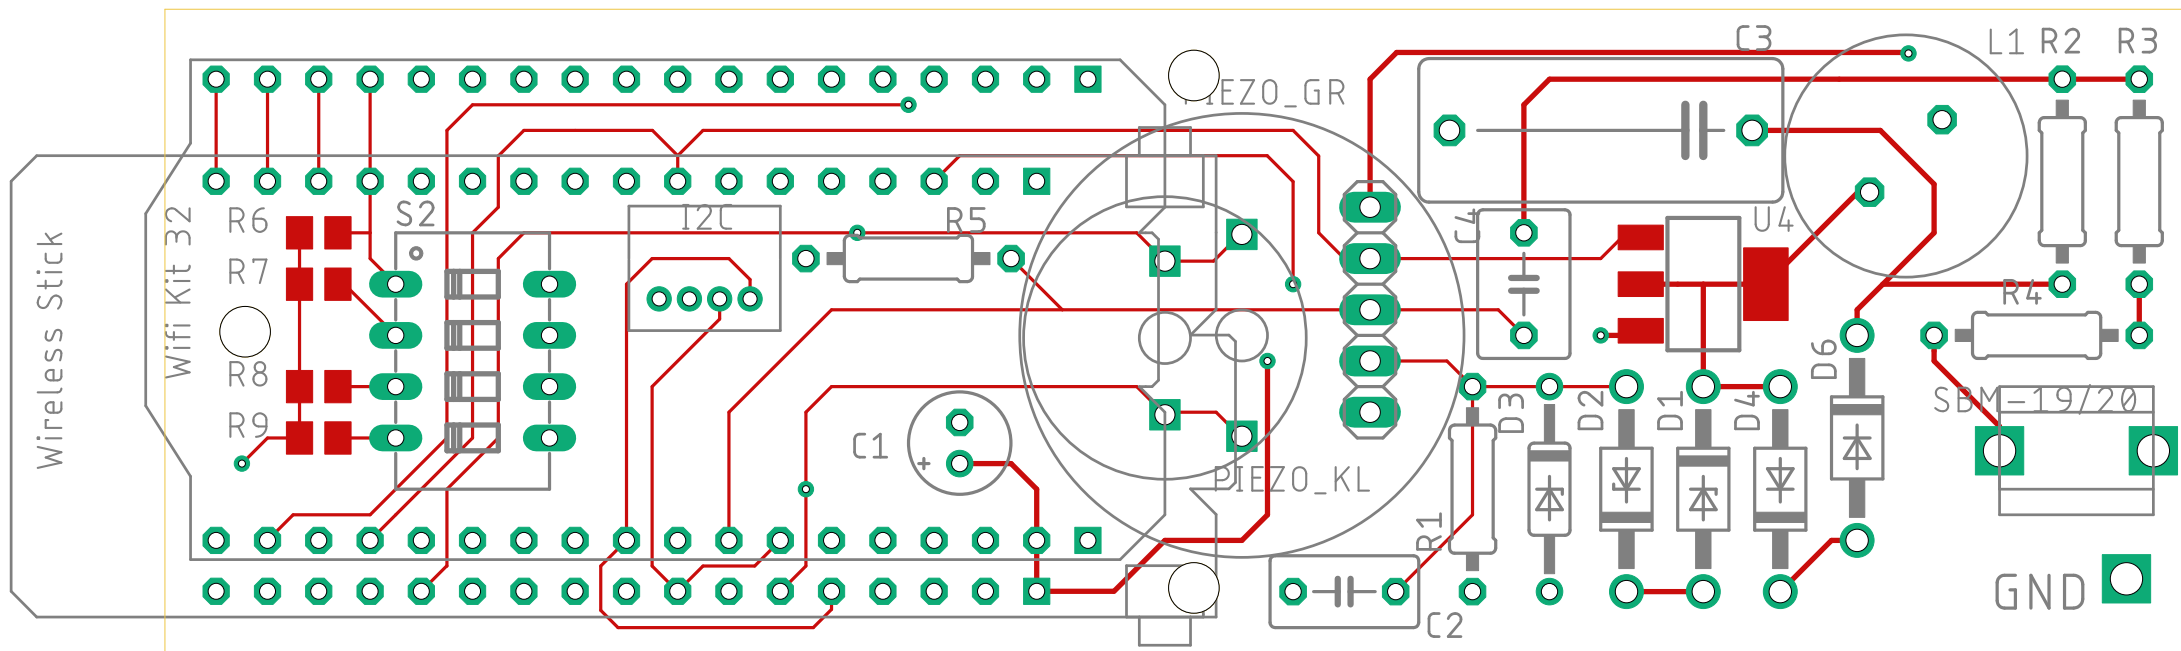 C3
L1
R2
R3
PIEZO_GR
R6
S2
I2C
R5
C4
U4
Wifi Kit 32
Wireless Stick
R7
R4
R8
D6
R9
C1
+
D3
D2
D1
D4
SBM-19/20
PIEZO_KL
R1
GND
C2